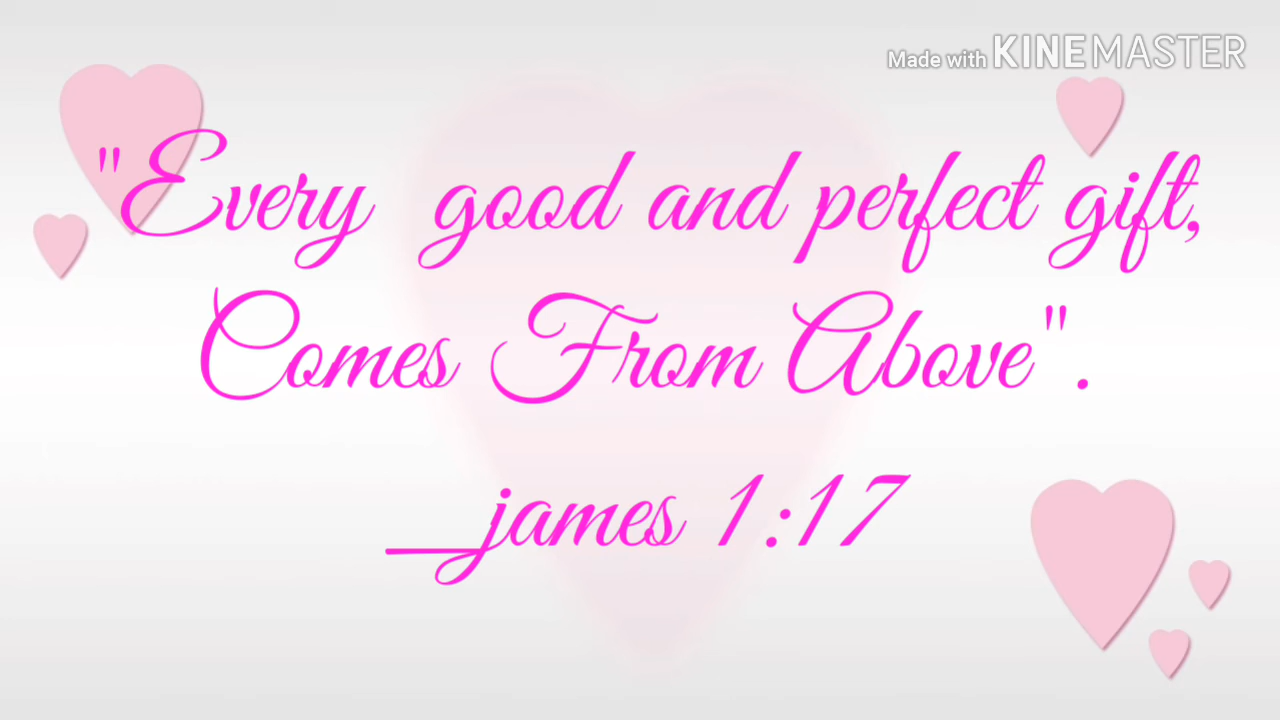 Made with KINEMASTER
"Every good and perfect gift,
Comes From Above".
_james 1:17